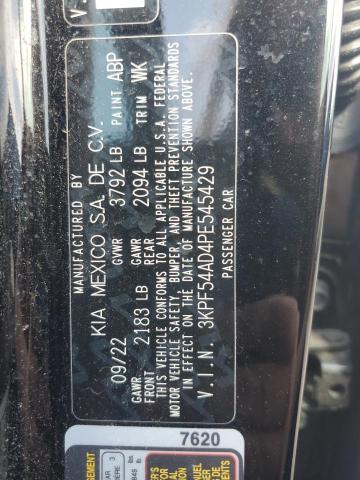 MANUFACTURED BY
KIA MEXICO S.A. DE C.V.
09/22 GVWR 3792 LB PAINT ABP
GAWR FRONT 2183 LB GAWR REAR 2094 LB TRIM WK
THIS VEHICLE CONFORMS TO ALL APPLICABLE U.S.A. FEDERAL
MOTOR VEHICLE SAFETY, BUMPER, AND THEFT PREVENTION STANDARDS
IN EFFECT ON THE DATE OF MANUFACTURE SHOWN ABOVE.
V.I.N. 3KPF54AD4PE545429
PASSENGER CAR
7620